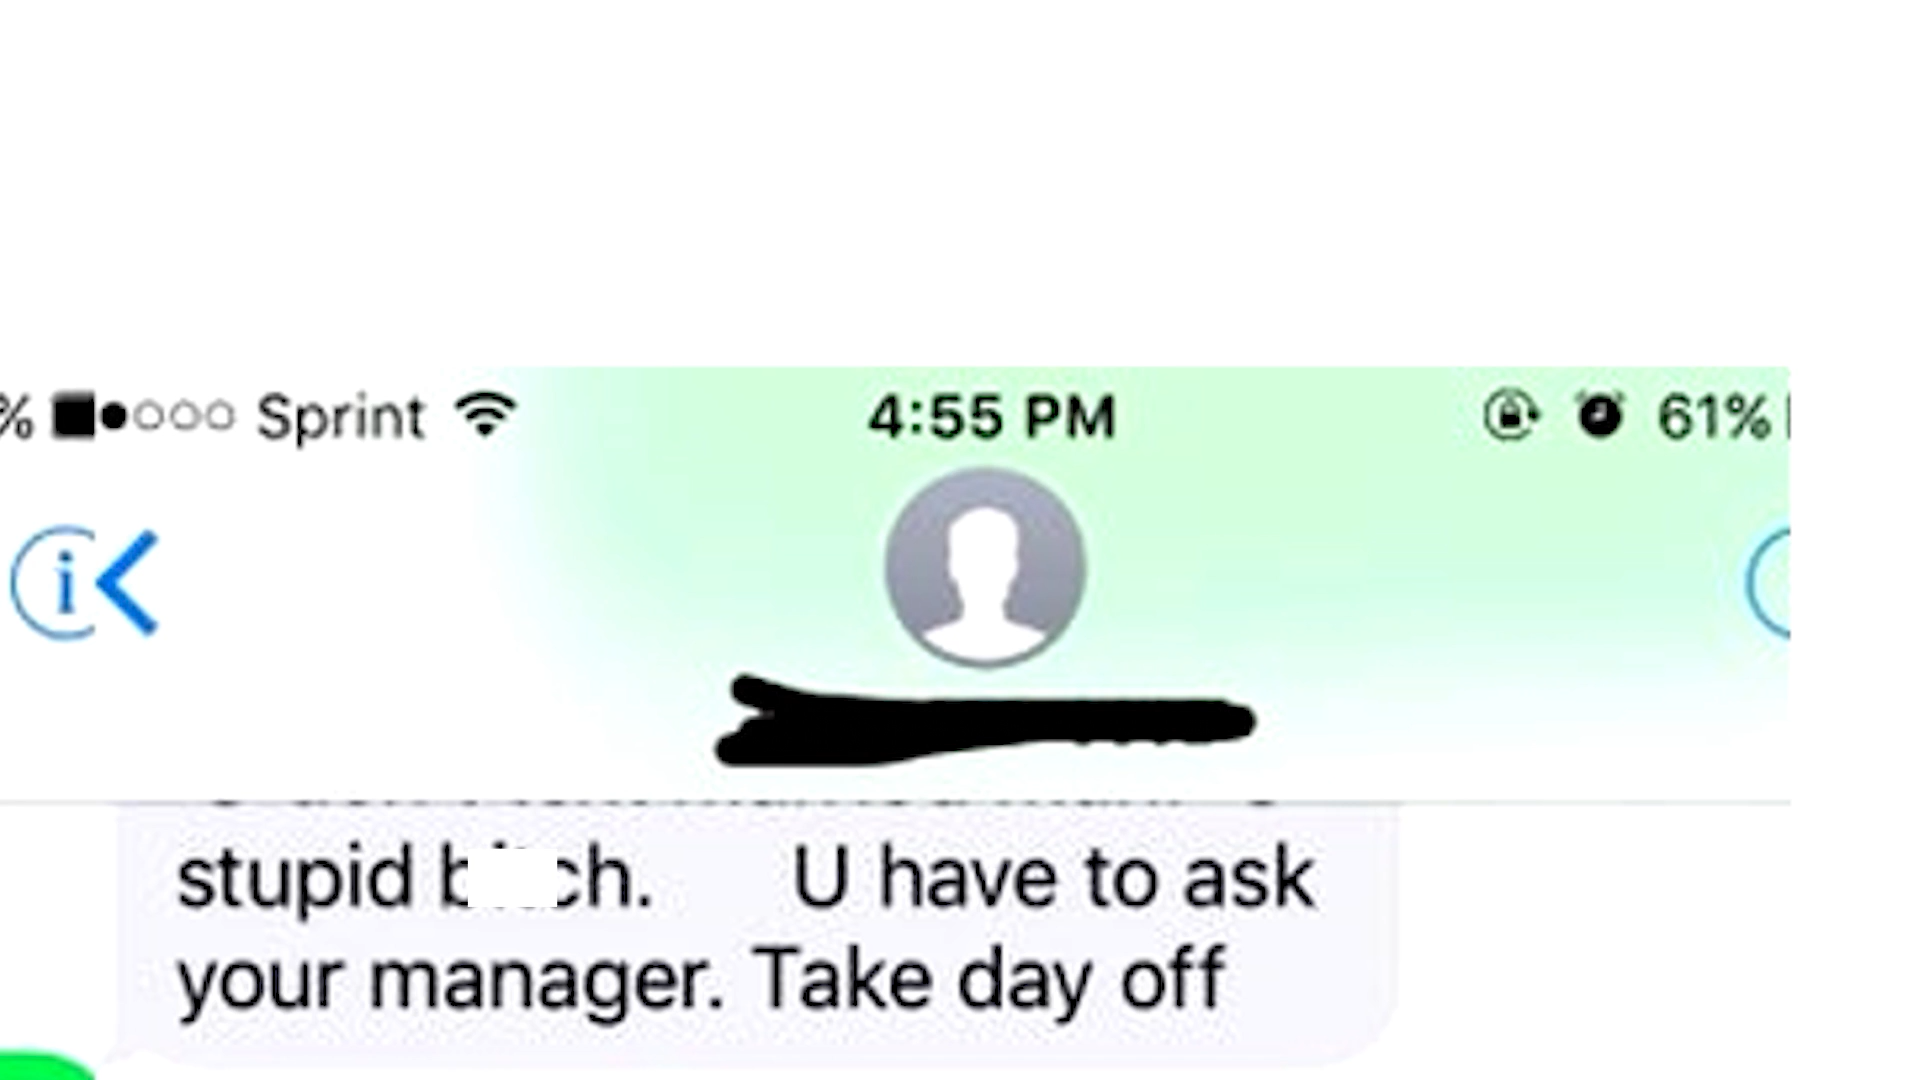 % Sprint 4:55 PM 61%
i
stupid b ch. U have to ask
your manager. Take day off